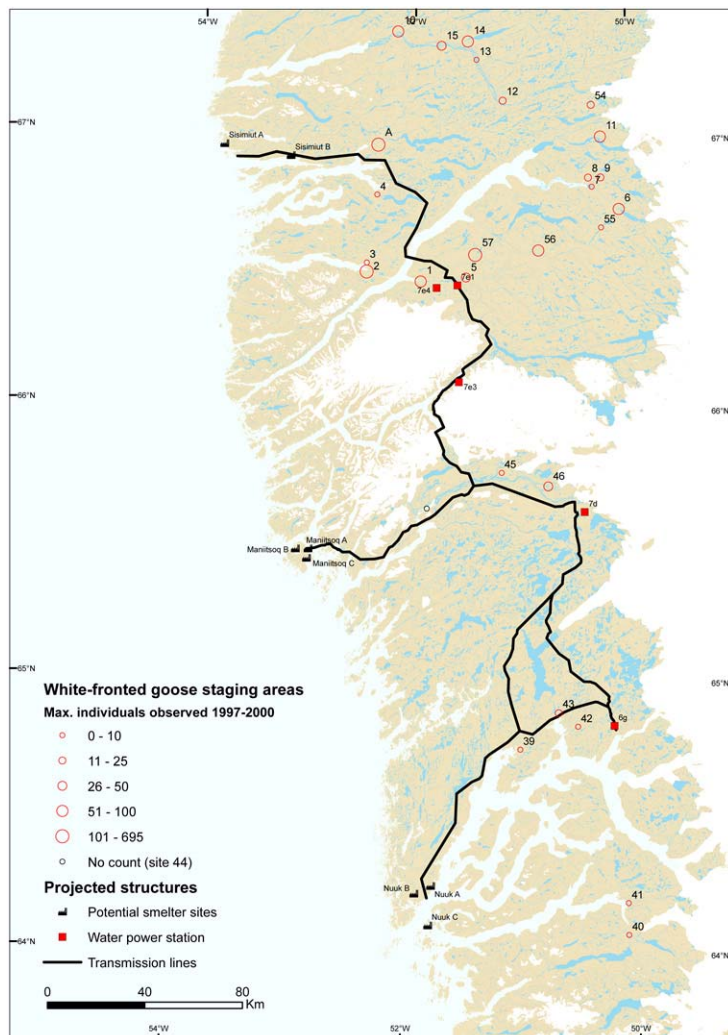 54°W
50°W
10
15
14
13
12
54
67°N
67°N
Sisimiut A
Sisimiut B
A
11
4
8
9
7
6
55
3
2
57
56
1
5
7e1
7e4
66°N
66°N
7e3
45
46
7d
Maniitsoq A
Maniitsoq B
Maniitsoq C
65°N
65°N
White-fronted goose staging areas
Max. individuals observed 1997-2000
0 - 10
11 - 25
26 - 50
51 - 100
101 - 695
No count (site 44)
Projected structures
Potential smelter sites
Water power station
Transmission lines
0 40 80
Km
43
42
6g
39
Nuuk B
Nuuk A
Nuuk C
41
40
64°N
64°N
54°W
52°W
50°W